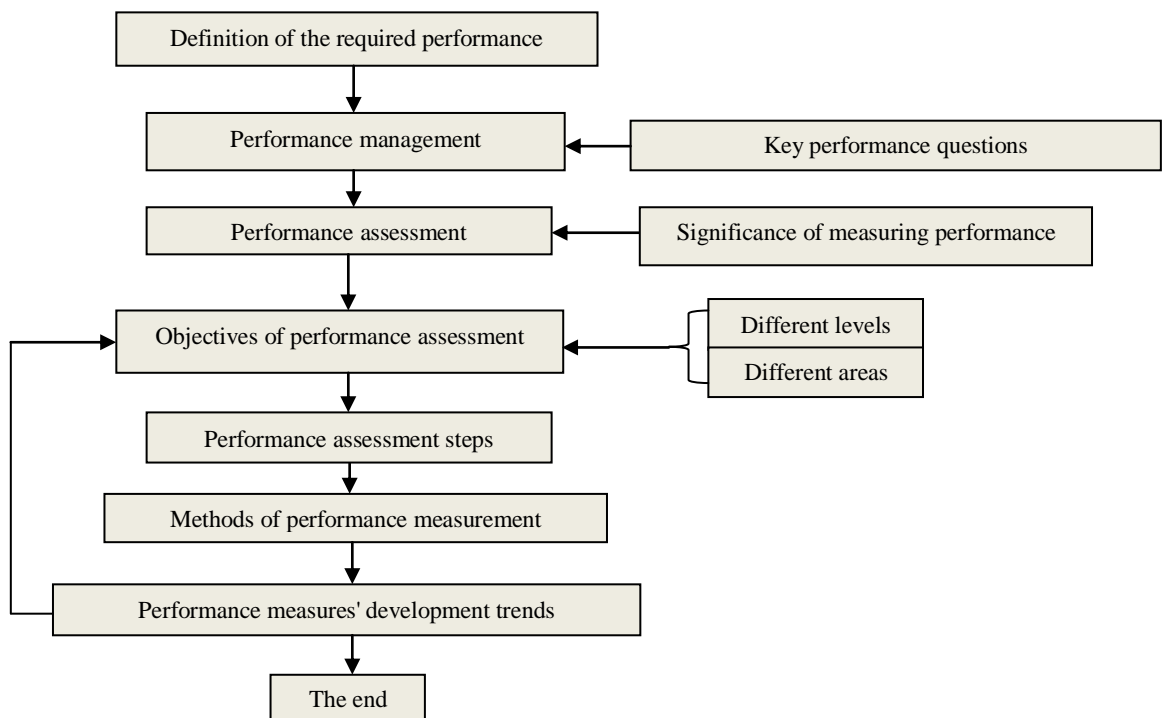 Definition of the required performance
Performance management
Key performance questions
Performance assessment
Significance of measuring performance
Objectives of performance assessment
Different levels
Different areas
Performance assessment steps
Methods of performance measurement
Performance measures' development trends
The end